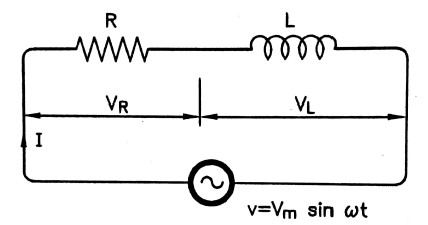 R L
V_R V_L
I
v=V_m sin ωt